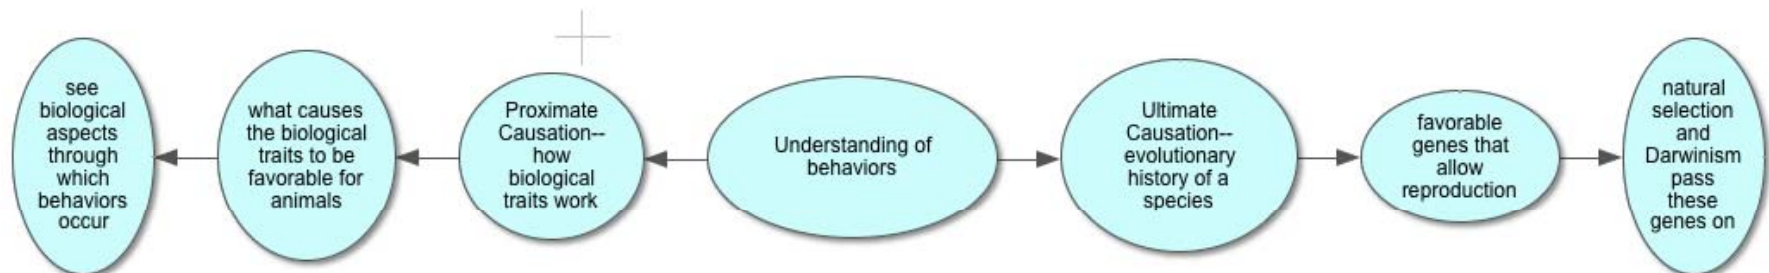 see
biological
aspects
through
which
behaviors
occur
what causes
the biological
traits to be
favorable for
animals
Proximate
Causation--
how
biological
traits work
Understanding of
behaviors
Ultimate
Causation--
evolutionary
history of a
species
favorable
genes that
allow
reproduction
natural
selection
and
Darwinism
pass
these
genes on